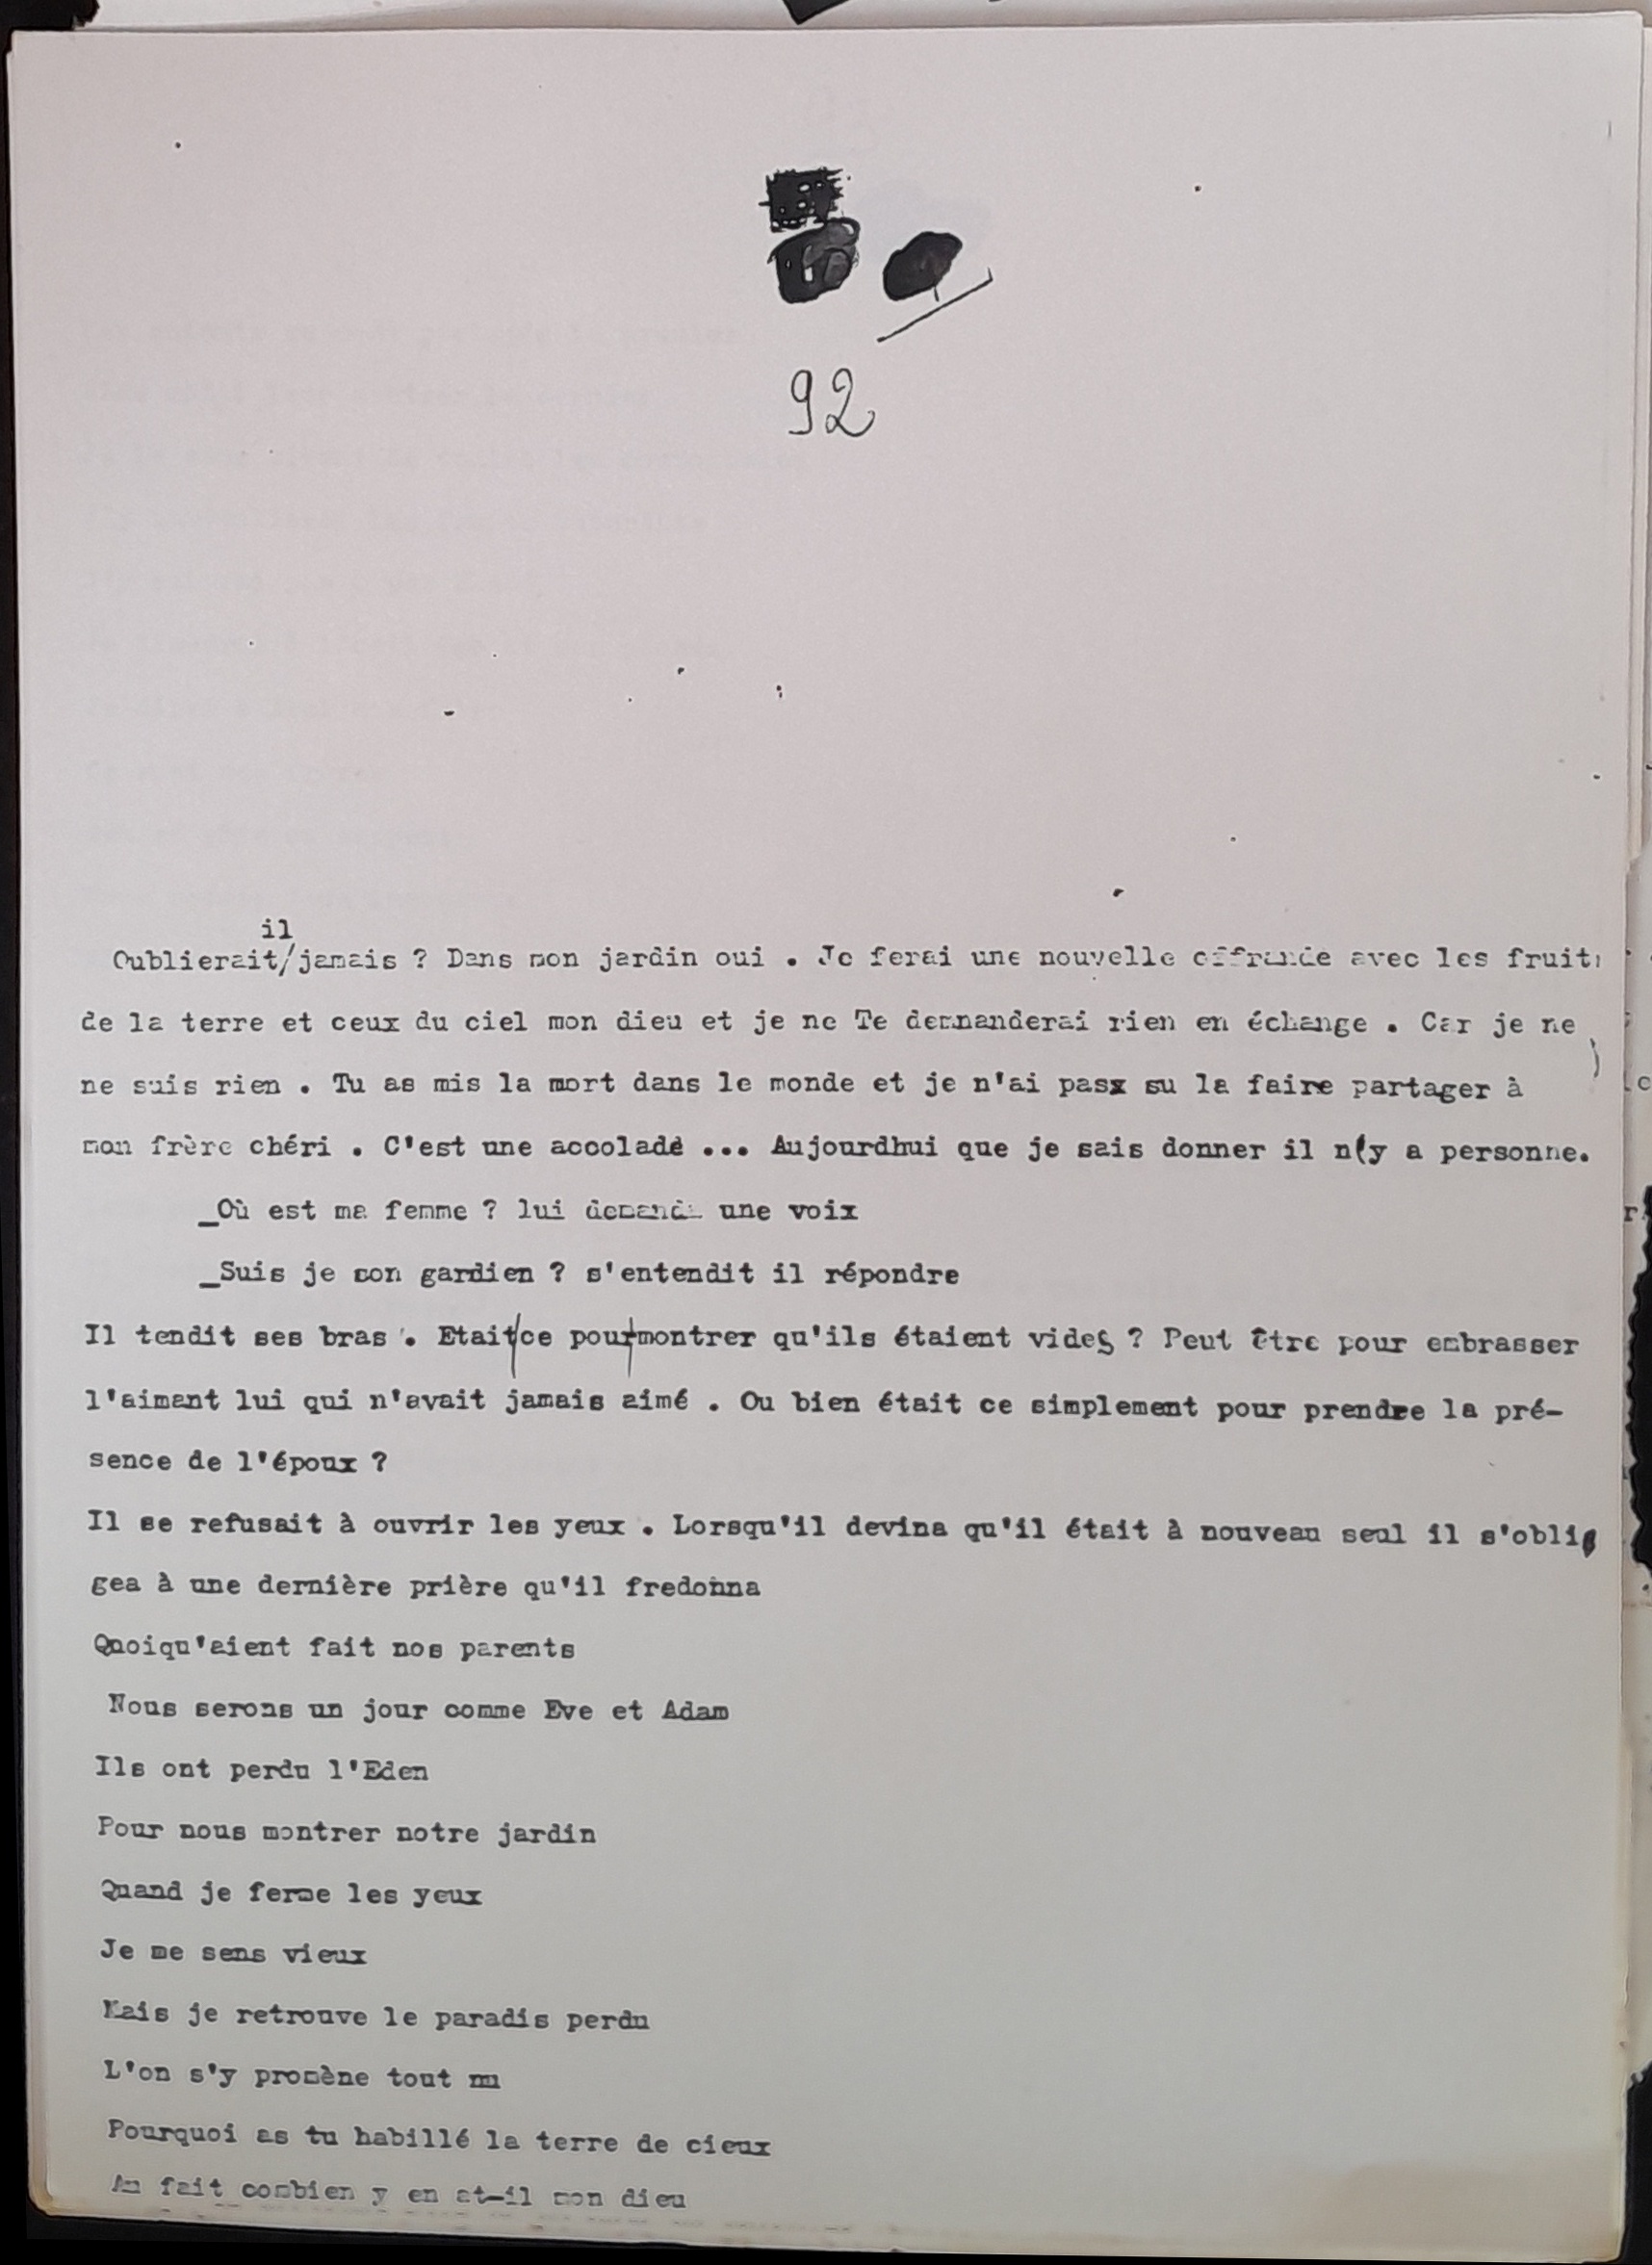 92
il
Oublierait/jamais ? Dans mon jardin oui . Je ferai une nouvelle offrande avec les fruit
de la terre et ceux du ciel mon dieu et je ne Te demnanderai rien en échange . Car je ne
ne suis rien . Tu as mis la mort dans le monde et je n'ai pasx su la faire partager à
mon frère chéri . C'est une accolade ... Aujourdhui que je sais donner il n(y a personne.
_Où est ma femme ? lui demanda une voix
_Suis je son gardien ? s'entendit il répondre
Il tendit ses bras . Etait/ce pour/montrer qu'ils étaient vides ? Peut être pour embrasser
l'aimant lui qui n'avait jamais aimé . Ou bien était ce simplement pour prendre la pré-
sence de l'époux ?
Il se refusait à ouvrir les yeux . Lorsqu'il devina qu'il était à nouveau seul il s'oblig
gea à une dernière prière qu'il fredonna
Quoiqu'aient fait nos parents
Nous serons un jour comme Eve et Adam
Ils ont perdu l'Eden
Pour nous montrer notre jardin
Quand je ferme les yeux
Je me sens vieux
Mais je retrouve le paradis perdu
L'on s'y promène tout nu
Pourquoi as tu habillé la terre de cieux
Au fait combien y en at-il mon dieu